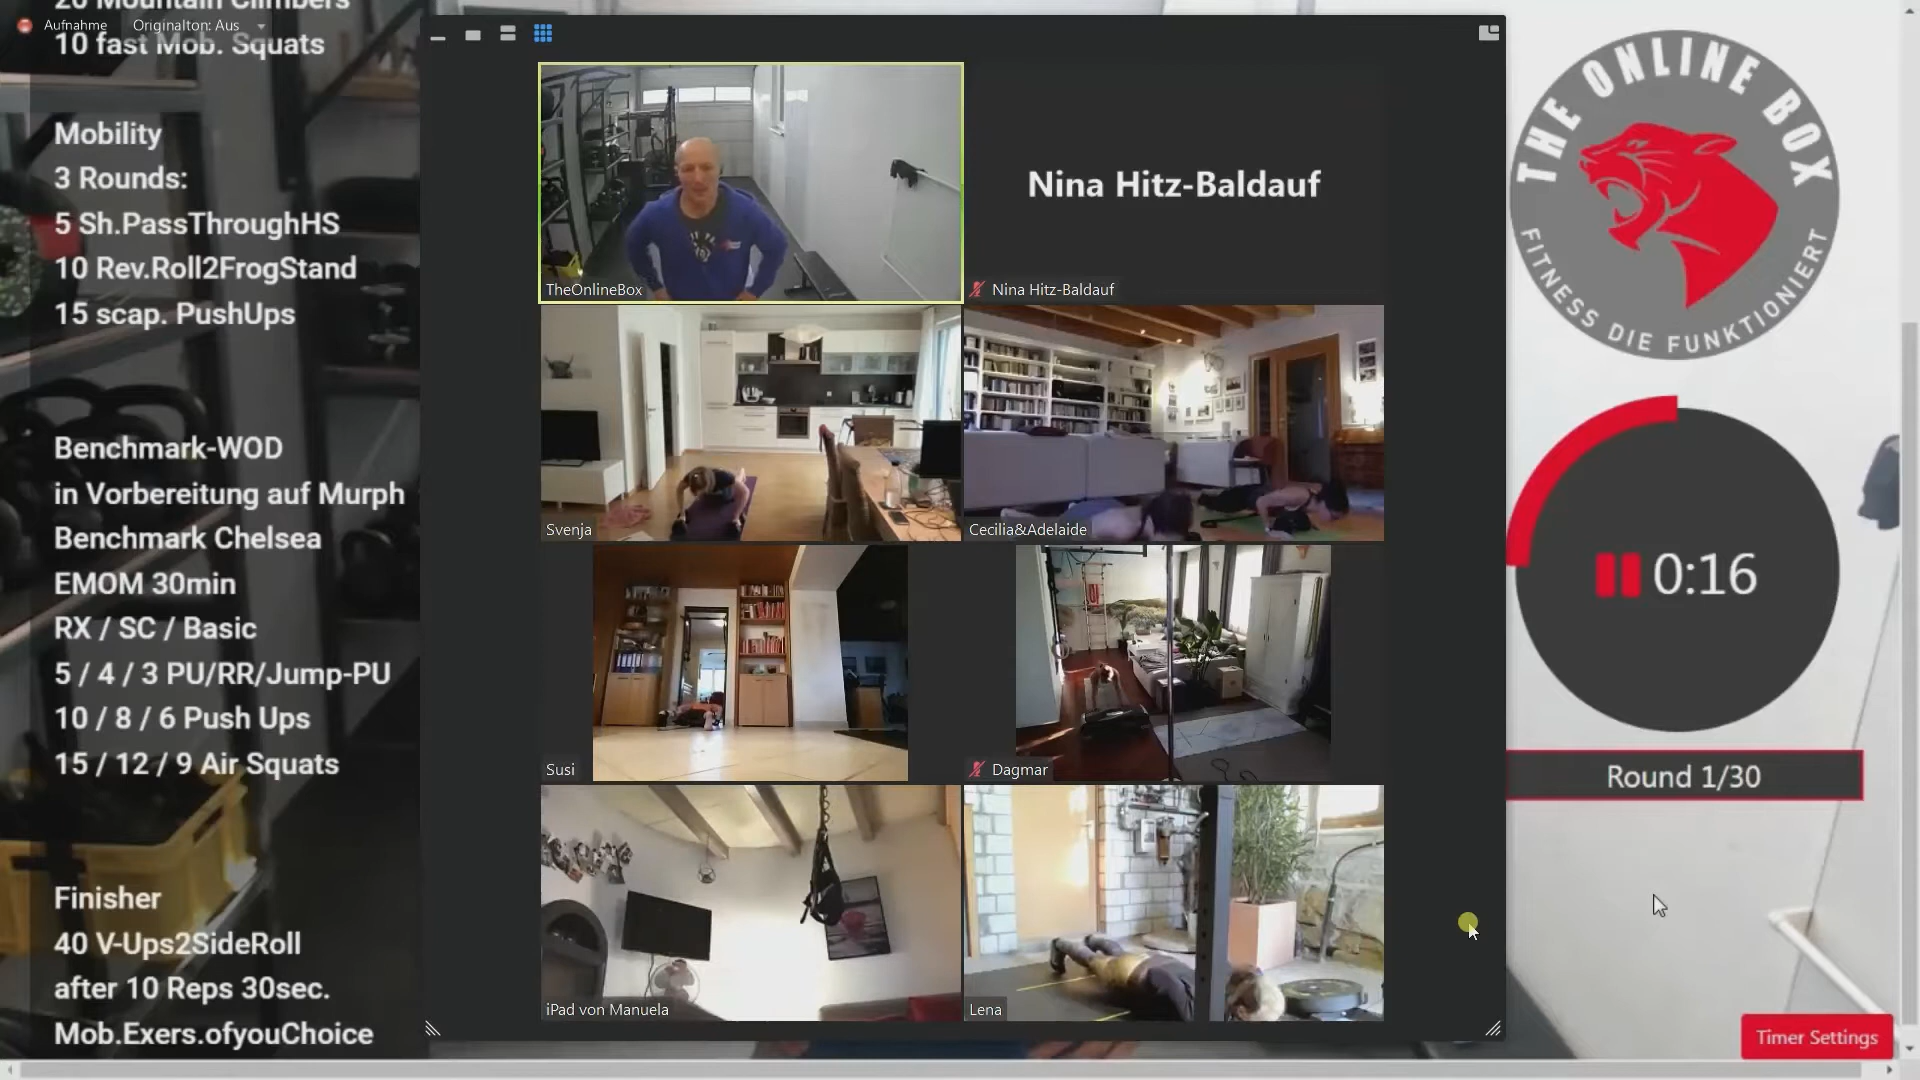 20 Mountain Climbers
Aufnahme
Originalton: Aus
10 fast Mob. Squats
Mobility
3 Rounds:
5 Sh.PassThroughHS
10 Rev.Roll2FrogStand
15 scap. PushUps
Benchmark-WOD
in Vorbereitung auf Murph
Benchmark Chelsea
EMOM 30min
RX / SC / Basic
5 / 4 / 3 PU/RR/Jump-PU
10 / 8 / 6 Push Ups
15 / 12 / 9 Air Squats
Finisher
40 V-Ups2SideRoll
after 10 Reps 30sec.
Mob.Exers.ofyouChoice
TheOnlineBox
Nina Hitz-Baldauf
Nina Hitz-Baldauf
Svenja
Cecilia&Adelaide
Susi
Dagmar
iPad von Manuela
Lena
THE ONLINE BOX
FITNESS DIE FUNKTIONIERT
0:16
Round 1/30
Timer Settings